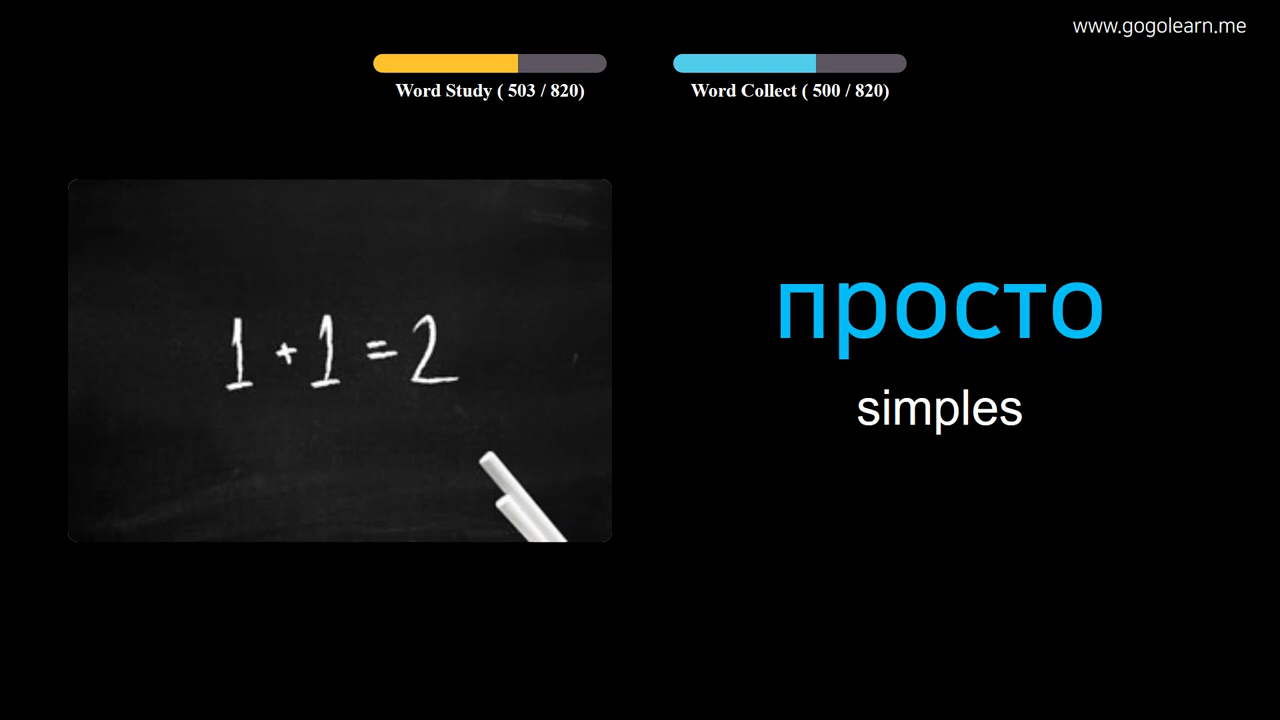 www.gogolearn.me
Word Study ( 503 / 820)
Word Collect ( 500 / 820)
1 + 1 = 2
просто
simples